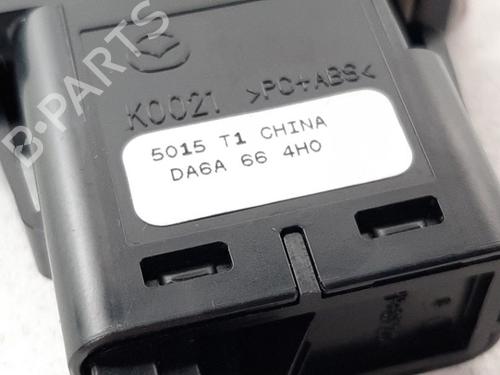 B-PARTS
K0021 >PC+ABS<
5015 T1 CHINA
DA6A 66 4H0